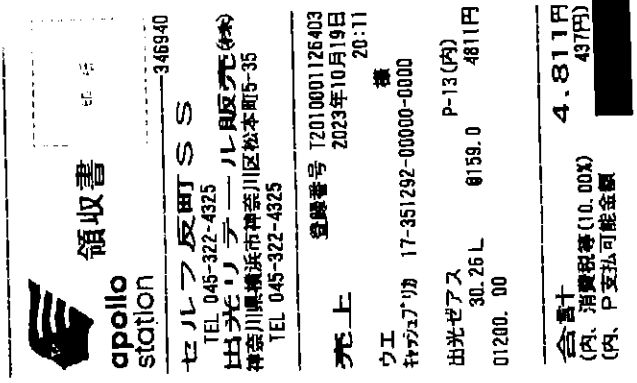 領収書
印 紙
apollo
station
346940
セルフ反町SS
TEL 045-322-4325
出光リテール販売(株)
神奈川県横浜市神奈川区松本町5-35
TEL 045-322-4325
売上
登録番号 T2010001126403
2023年10月19日
20:11
ウエ 様
キャッシュプリカ 17-351292-00000-0000
出光ゼアス P-13(内)
30.26L @159.0 4811円
01200. 00
合計 4,811円
(内、消費税等(10.00%) 437円)
(内、P支払可能金額